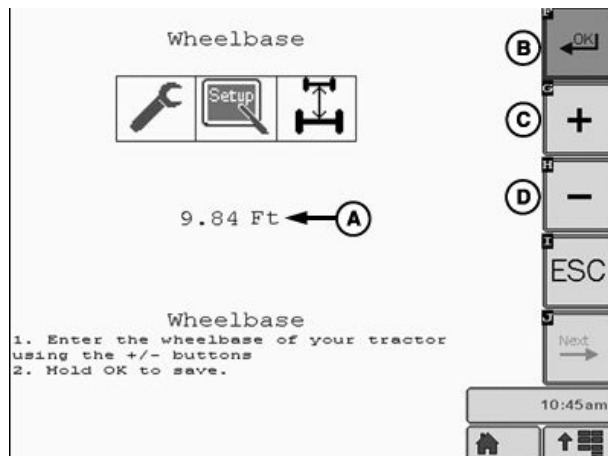 Wheelbase
Setup
9.84 Ft
A
Wheelbase
1. Enter the wheelbase of your tractor
using the +/- buttons
2. Hold OK to save.
B
F
OK
C
G
+
D
H
−
I
ESC
J
Next
10:45am